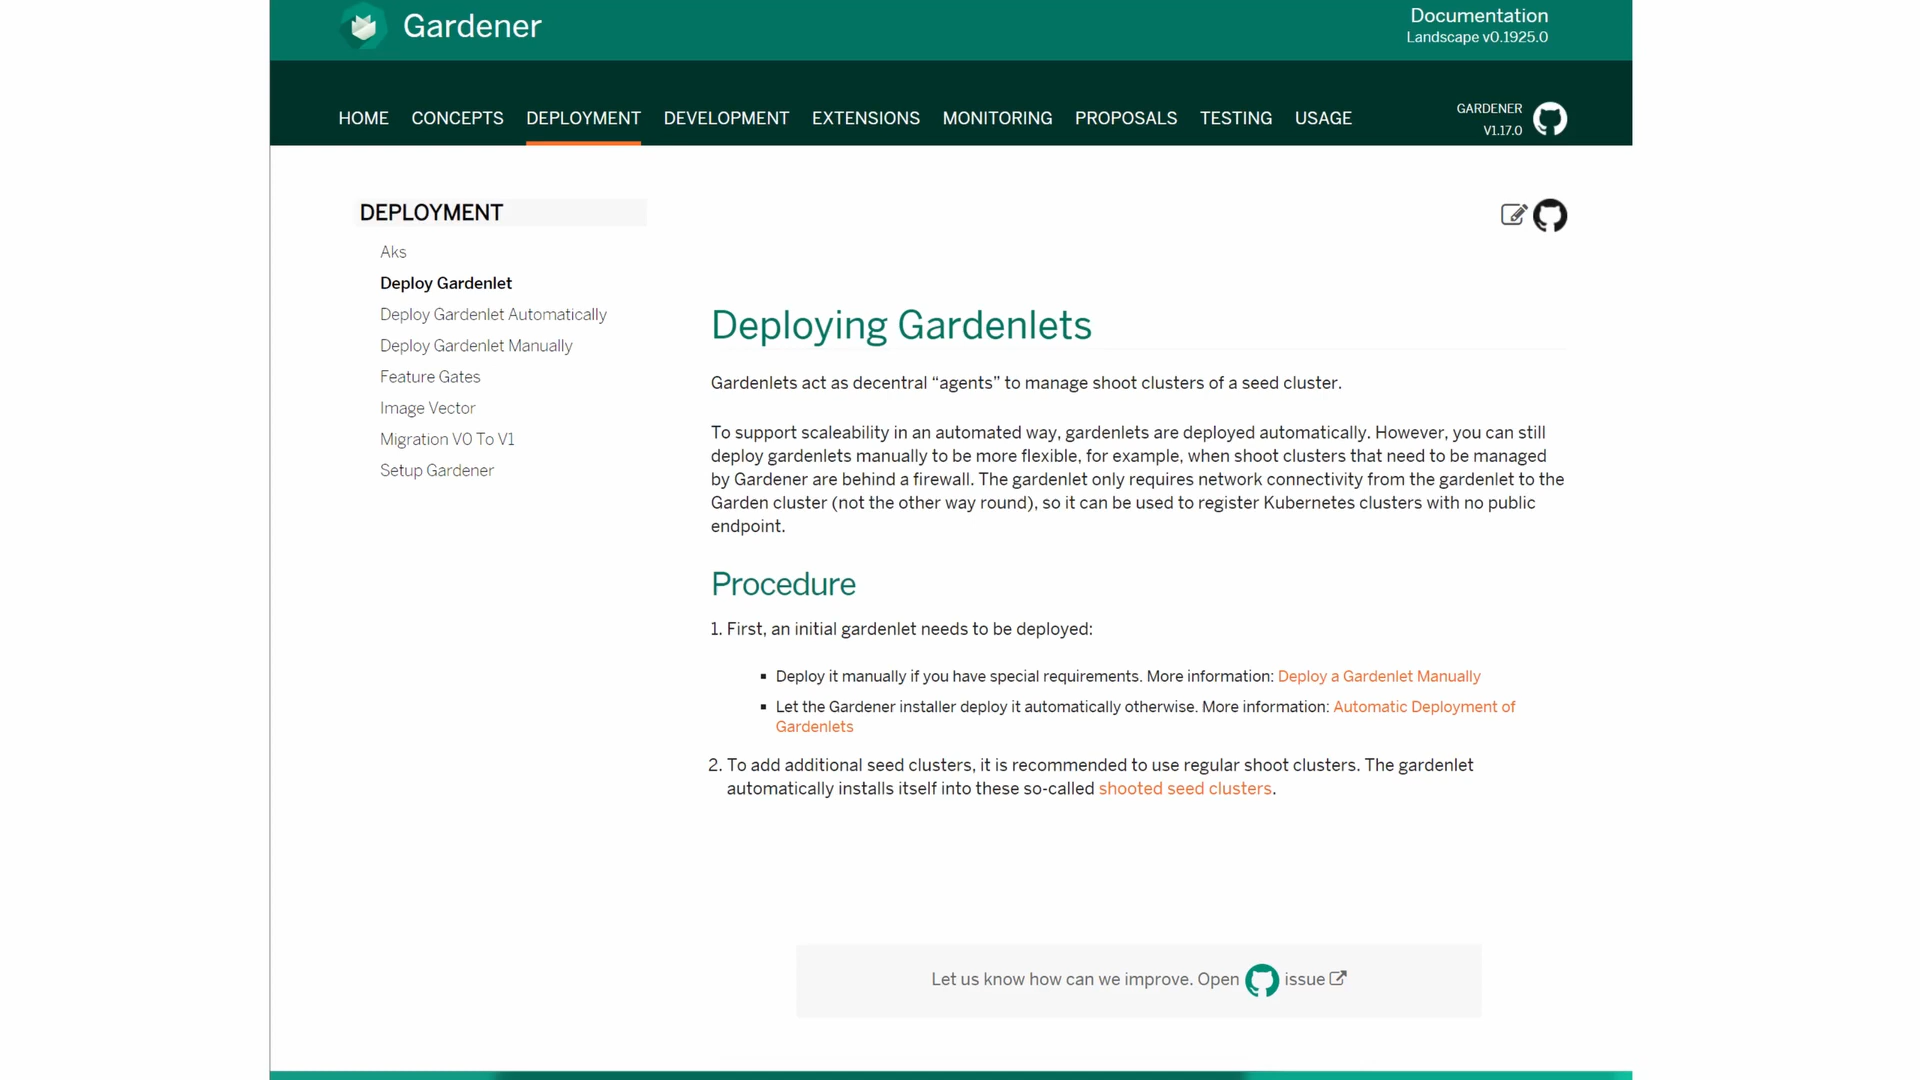 Gardener
Documentation
Landscape v0.1925.0
HOME CONCEPTS DEPLOYMENT DEVELOPMENT EXTENSIONS MONITORING PROPOSALS TESTING USAGE
GARDENER
V1.17.0
DEPLOYMENT
Aks
Deploy Gardenlet
Deploy Gardenlet Automatically
Deploy Gardenlet Manually
Feature Gates
Image Vector
Migration V0 To V1
Setup Gardener
Deploying Gardenlets
Gardenlets act as decentral “agents” to manage shoot clusters of a seed cluster.
To support scaleability in an automated way, gardenlets are deployed automatically. However, you can still
deploy gardenlets manually to be more flexible, for example, when shoot clusters that need to be managed
by Gardener are behind a firewall. The gardenlet only requires network connectivity from the gardenlet to the
Garden cluster (not the other way round), so it can be used to register Kubernetes clusters with no public
endpoint.
Procedure
1. First, an initial gardenlet needs to be deployed:
▪ Deploy it manually if you have special requirements. More information: Deploy a Gardenlet Manually
▪ Let the Gardener installer deploy it automatically otherwise. More information: Automatic Deployment of
Gardenlets
2. To add additional seed clusters, it is recommended to use regular shoot clusters. The gardenlet
automatically installs itself into these so-called shooted seed clusters.
Let us know how can we improve. Open issue